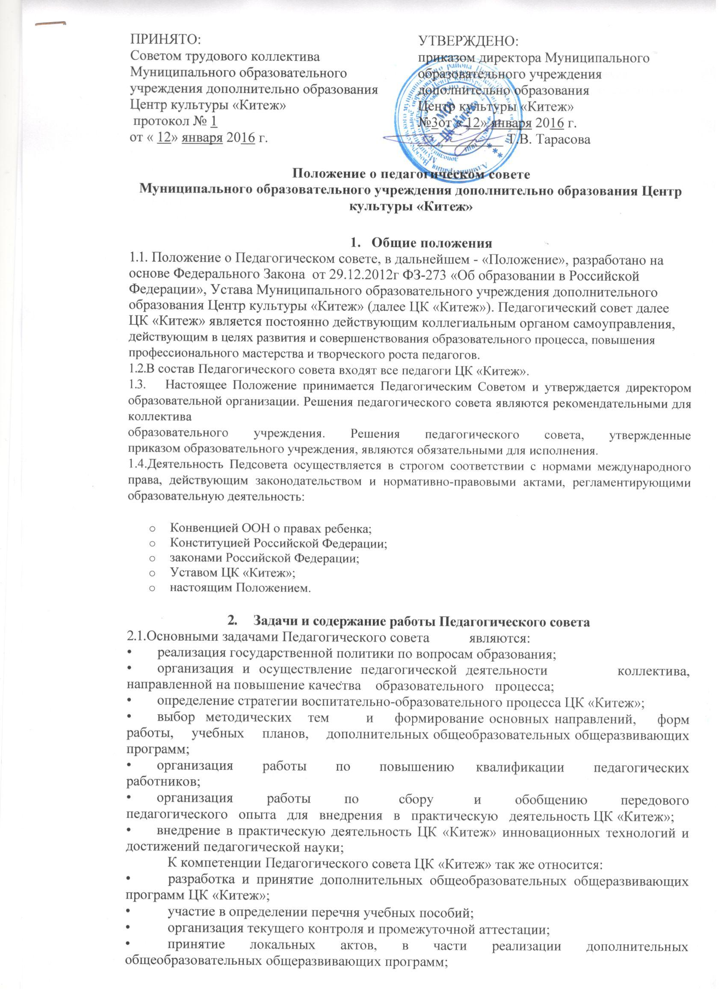 ПРИНЯТО:
Советом трудового коллектива
Муниципального образовательного
учреждения дополнительно образования
Центр культуры «Китеж»
протокол № 1
от « 12» января 2016 г.
УТВЕРЖДЕНО:
приказом директора Муниципального
образовательного учреждения
дополнительно образования
Центр культуры «Китеж»
№3от « 12» января 2016 г.
Т.В. Тарасова
МОУ
ЦК «Китеж»
Положение о педагогическом совете
Муниципального образовательного учреждения дополнительно образования Центр
культуры «Китеж»
1. Общие положения
1.1. Положение о Педагогическом совете, в дальнейшем - «Положение», разработано на
основе Федерального Закона от 29.12.2012г ФЗ-273 «Об образовании в Российской
Федерации», Устава Муниципального образовательного учреждения дополнительного
образования Центр культуры «Китеж» (далее ЦК «Китеж»). Педагогический совет далее
ЦК «Китеж» является постоянно действующим коллегиальным органом самоуправления,
действующим в целях развития и совершенствования образовательного процесса, повышения
профессионального мастерства и творческого роста педагогов.
1.2.В состав Педагогического совета входят все педагоги ЦК «Китеж».
1.3. Настоящее Положение принимается Педагогическим Советом и утверждается директором
образовательной организации. Решения педагогического совета являются рекомендательными для
коллектива
образовательного учреждения. Решения педагогического совета, утвержденные
приказом образовательного учреждения, являются обязательными для исполнения.
1.4.Деятельность Педсовета осуществляется в строгом соответствии с нормами международного
права, действующим законодательством и нормативно-правовыми актами, регламентирующими
образовательную деятельность:
o Конвенцией ООН о правах ребенка;
o Конституцией Российской Федерации;
o законами Российской Федерации;
o Уставом ЦК «Китеж»;
o настоящим Положением.
2. Задачи и содержание работы Педагогического совета
2.1.Основными задачами Педагогического совета являются:
• реализация государственной политики по вопросам образования;
• организация и осуществление педагогической деятельности коллектива,
направленной на повышение качества образовательного процесса;
• определение стратегии воспитательно-образовательного процесса ЦК «Китеж»;
• выбор методических тем и формирование основных направлений, форм
работы, учебных планов, дополнительных общеобразовательных общеразвивающих
программ;
• организация работы по повышению квалификации педагогических
работников;
• организация работы по сбору и обобщению передового
педагогического опыта для внедрения в практическую деятельность ЦК «Китеж»;
• внедрение в практическую деятельность ЦК «Китеж» инновационных технологий и
достижений педагогической науки;
К компетенции Педагогического совета ЦК «Китеж» так же относится:
• разработка и принятие дополнительных общеобразовательных общеразвивающих
программ ЦК «Китеж»;
• участие в определении перечня учебных пособий;
• организация текущего контроля и промежуточной аттестации;
• принятие локальных актов, в части реализации дополнительных
общеобразовательных общеразвивающих программ;